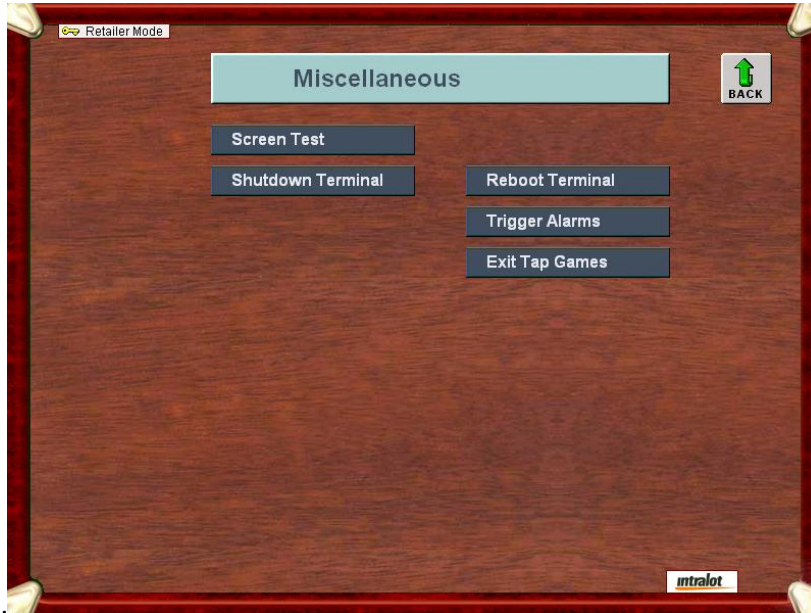 Retailer Mode
Miscellaneous
BACK
Screen Test
Shutdown Terminal
Reboot Terminal
Trigger Alarms
Exit Tap Games
intralot
.